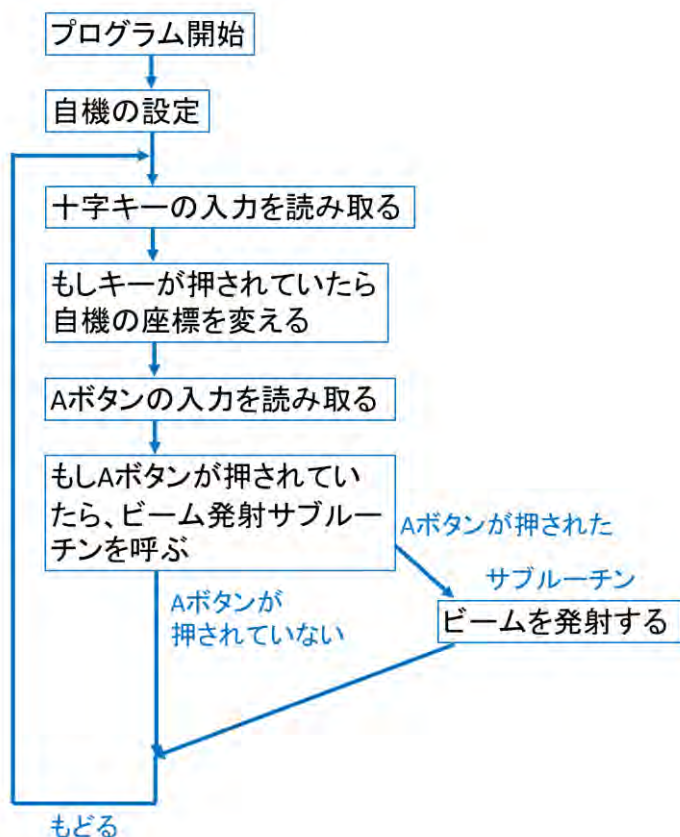 プログラム開始
自機の設定
十字キーの入力を読み取る
もしキーが押されていたら
自機の座標を変える
Aボタンの入力を読み取る
もしAボタンが押されてい
たら、ビーム発射サブルー
チンを呼ぶ
Aボタンが押された
サブルーチン
ビームを発射する
Aボタンが
押されていない
もどる